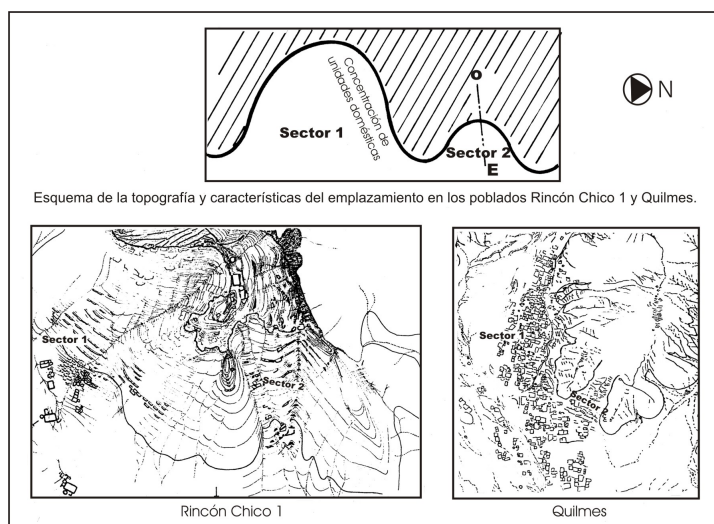 Concentración de
unidades domésticas
O
N
Sector 1
Sector 2
E
Esquema de la topografía y características del emplazamiento en los poblados Rincón Chico 1 y Quilmes.
Sector 1
Sector 2
Sector 1
Sector 2
Rincón Chico 1
Quilmes